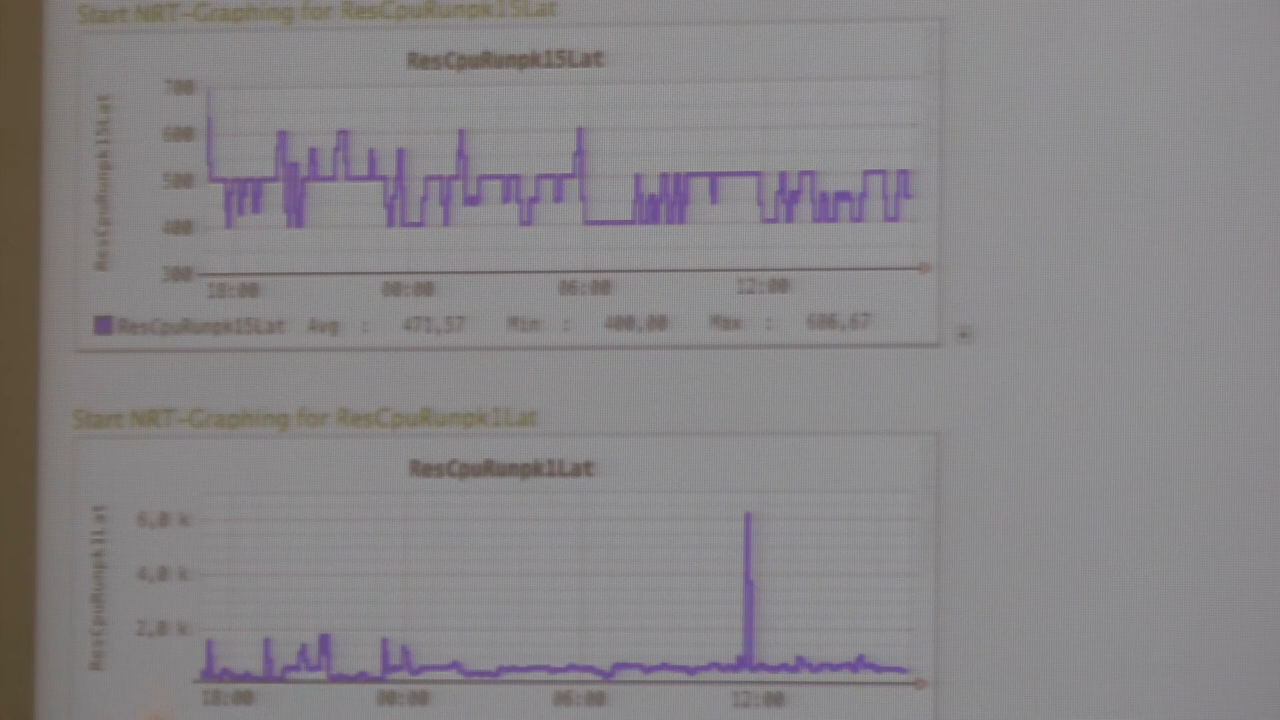 Start NRT-Graphing for ResCpuRunpk15Lat
ResCpuRunpk15Lat
ResCpuRunpk15Lat
700
600
500
400
300
18:00 00:00 06:00 12:00
ResCpuRunpk15Lat Avg : 471,57 Min : 400,00 Max : 606,67
Start NRT-Graphing for ResCpuRunpk1Lat
ResCpuRunpk1Lat
ResCpuRunpk1Lat
6,0 k
4,0 k
2,0 k
18:00 00:00 06:00 12:00